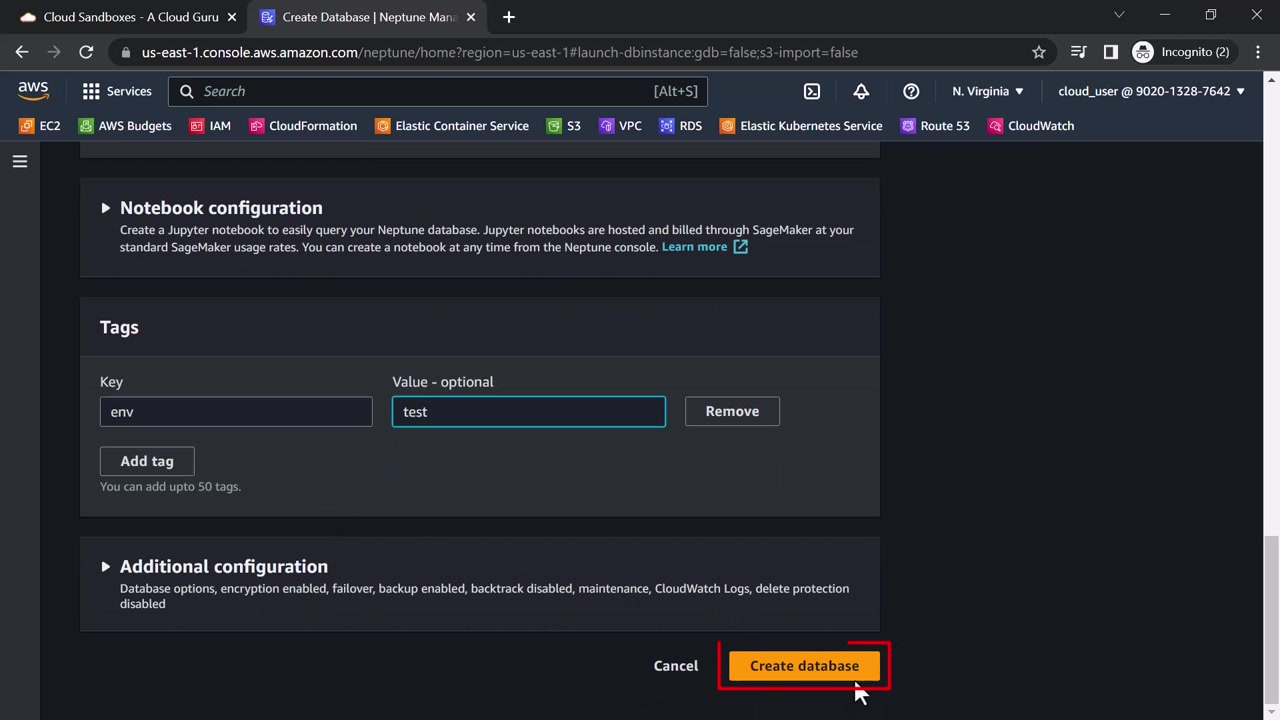 Cloud Sandboxes - A Cloud Guru
Create Database | Neptune Mana
us-east-1.console.aws.amazon.com/neptune/home?region=us-east-1#launch-dbinstance:gdb=false;s3-import=false
Incognito (2)
aws
Services
Search
[Alt+S]
N. Virginia
cloud_user @ 9020-1328-7642
EC2
AWS Budgets
IAM
CloudFormation
Elastic Container Service
S3
VPC
RDS
Elastic Kubernetes Service
Route 53
CloudWatch
Notebook configuration
Create a Jupyter notebook to easily query your Neptune database. Jupyter notebooks are hosted and billed through SageMaker at your
standard SageMaker usage rates. You can create a notebook at any time from the Neptune console. Learn more
Tags
Key
Value - optional
env
test
Remove
Add tag
You can add upto 50 tags.
Additional configuration
Database options, encryption enabled, failover, backup enabled, backtrack disabled, maintenance, CloudWatch Logs, delete protection
disabled
Cancel
Create database